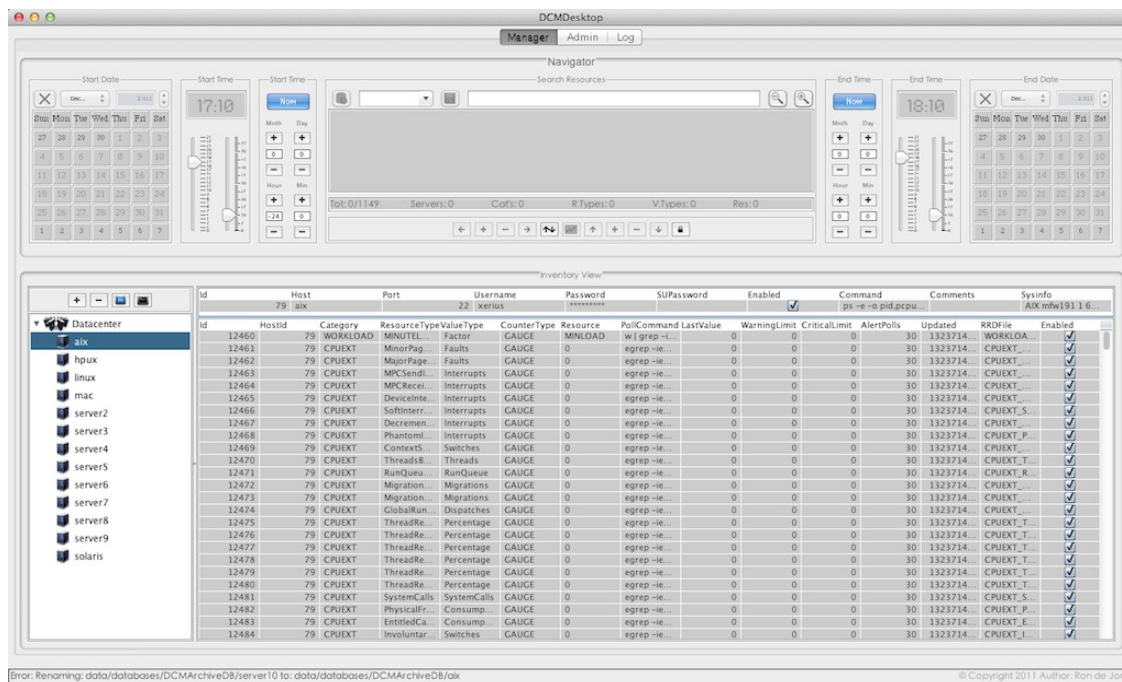 DCMDesktop
Manager Admin Log
Navigator
Start Date
Start Time
Start Time
Search Resources
End Time
End Time
End Date
Dec... 2.011
17:10
Now
Now
18:10
Dec... 2.011
Sun Mon Tue Wed Thu Fri Sat
27 28 29 30 1 2 3
4 5 6 7 8 9 10
11 12 13 14 15 16 17
18 19 20 21 22 23 24
25 26 27 28 29 30 31
1 2 3 4 5 6 7
Mnth Day
0 0
Hour Min
-24 0
Tot: 0/1149 Servers: 0 Cat's: 0 R.Types: 0 V.Types: 0 Res: 0
Mnth Day
0 0
Hour Min
0 0
Sun Mon Tue Wed Thu Fri Sat
27 28 29 30 1 2 3
4 5 6 7 8 9 10
11 12 13 14 15 16 17
18 19 20 21 22 23 24
25 26 27 28 29 30 31
1 2 3 4 5 6 7
Inventory View
Datacenter
aix
hpux
linux
mac
server2
server3
server4
server5
server6
server7
server8
server9
solaris
Id Host Port Username Password SUPassword Enabled Command Comments Sysinfo
79 aix 22 xerius ******** ps -e -o pid,pcpu... AIX mfw191 1 6...
Id HostId Category ResourceType ValueType CounterType Resource PollCommand LastValue WarningLimit CriticalLimit AlertPolls Updated RRDFile Enabled
12460 79 WORKLOAD MINUTEL... Factor GAUGE MINLOAD w | grep -i... 0 0 0 30 1323714... WORKLOA...
12461 79 CPUEXT MinorPag... Faults GAUGE 0 egrep -ie... 0 0 0 30 1323714... CPUEXT_...
12462 79 CPUEXT MajorPage... Faults GAUGE 0 egrep -ie... 0 0 0 30 1323714... CPUEXT_...
12463 79 CPUEXT MPCSendI... Interrupts GAUGE 0 egrep -ie... 0 0 0 30 1323714... CPUEXT_...
12464 79 CPUEXT MPCRecei... Interrupts GAUGE 0 egrep -ie... 0 0 0 30 1323714... CPUEXT_...
12465 79 CPUEXT DeviceInte... Interrupts GAUGE 0 egrep -ie... 0 0 0 30 1323714... CPUEXT_...
12466 79 CPUEXT SoftInterr... Interrupts GAUGE 0 egrep -ie... 0 0 0 30 1323714... CPUEXT_S...
12467 79 CPUEXT Decremen... Interrupts GAUGE 0 egrep -ie... 0 0 0 30 1323714... CPUEXT_...
12468 79 CPUEXT PhantomI... Interrupts GAUGE 0 egrep -ie... 0 0 0 30 1323714... CPUEXT_P...
12469 79 CPUEXT ContextS... Switches GAUGE 0 egrep -ie... 0 0 0 30 1323714... CPUEXT_...
12470 79 CPUEXT ThreadsB... Threads GAUGE 0 egrep -ie... 0 0 0 30 1323714... CPUEXT_T...
12471 79 CPUEXT RunQueu... RunQueue GAUGE 0 egrep -ie... 0 0 0 30 1323714... CPUEXT_R...
12472 79 CPUEXT Migration... Migrations GAUGE 0 egrep -ie... 0 0 0 30 1323714... CPUEXT_...
12473 79 CPUEXT Migration... Migrations GAUGE 0 egrep -ie... 0 0 0 30 1323714... CPUEXT_...
12474 79 CPUEXT GlobalRun... Dispatches GAUGE 0 egrep -ie... 0 0 0 30 1323714... CPUEXT_...
12475 79 CPUEXT ThreadRe... Percentage GAUGE 0 egrep -ie... 0 0 0 30 1323714... CPUEXT_T...
12476 79 CPUEXT ThreadRe... Percentage GAUGE 0 egrep -ie... 0 0 0 30 1323714... CPUEXT_T...
12477 79 CPUEXT ThreadRe... Percentage GAUGE 0 egrep -ie... 0 0 0 30 1323714... CPUEXT_T...
12478 79 CPUEXT ThreadRe... Percentage GAUGE 0 egrep -ie... 0 0 0 30 1323714... CPUEXT_T...
12479 79 CPUEXT ThreadRe... Percentage GAUGE 0 egrep -ie... 0 0 0 30 1323714... CPUEXT_T...
12480 79 CPUEXT ThreadRe... Percentage GAUGE 0 egrep -ie... 0 0 0 30 1323714... CPUEXT_T...
12481 79 CPUEXT SystemCalls SystemCalls GAUGE 0 egrep -ie... 0 0 0 30 1323714... CPUEXT_S...
12482 79 CPUEXT PhysicalFr... Consump... GAUGE 0 egrep -ie... 0 0 0 30 1323714... CPUEXT_P...
12483 79 CPUEXT EntitledCa... Consump... GAUGE 0 egrep -ie... 0 0 0 30 1323714... CPUEXT_E...
12484 79 CPUEXT Involuntar... Switches GAUGE 0 egrep -ie... 0 0 0 30 1323714... CPUEXT_I...
Error: Renaming: data/databases/DCMArchiveDB/server10 to: data/databases/DCMArchiveDB/aix
© Copyright 2011 Author: Ron de Jon